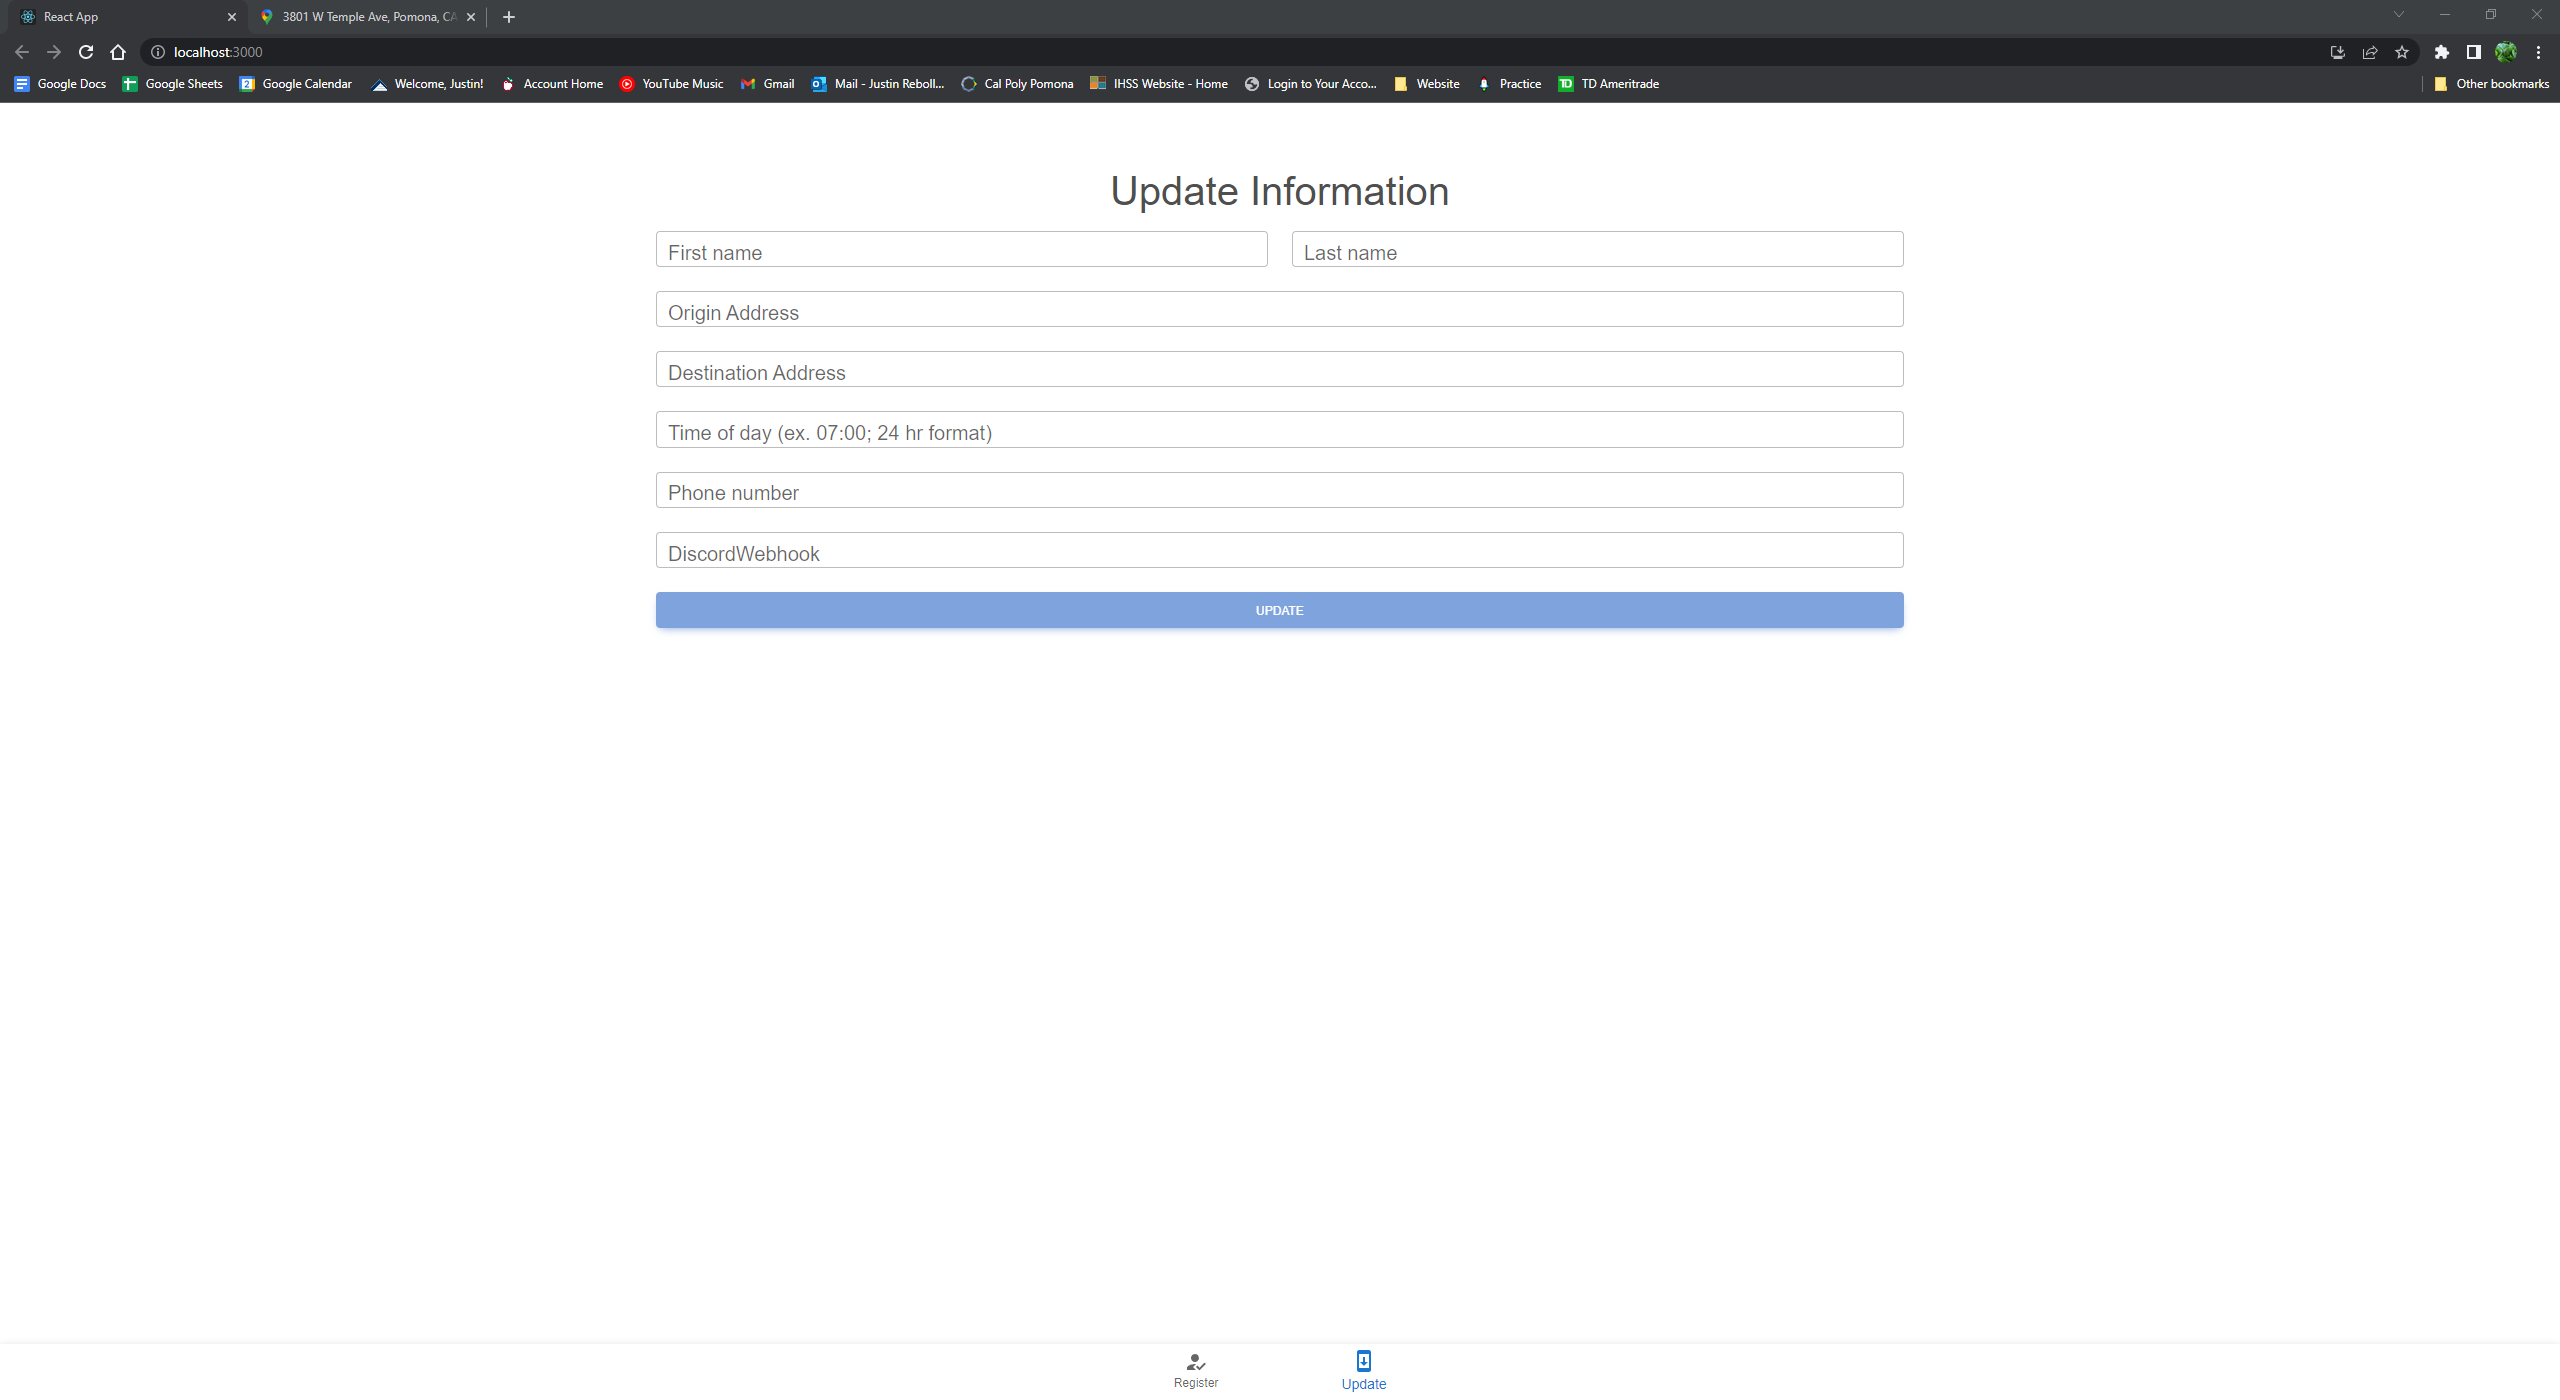 React App
3801 W Temple Ave, Pomona, CA
localhost:3000
Google Docs Google Sheets Google Calendar Welcome, Justin! Account Home YouTube Music Gmail Mail - Justin Reboll... Cal Poly Pomona IHSS Website - Home Login to Your Acco... Website Practice TD Ameritrade Other bookmarks
Update Information
First name Last name
Origin Address
Destination Address
Time of day (ex. 07:00; 24 hr format)
Phone number
DiscordWebhook
UPDATE
Register Update